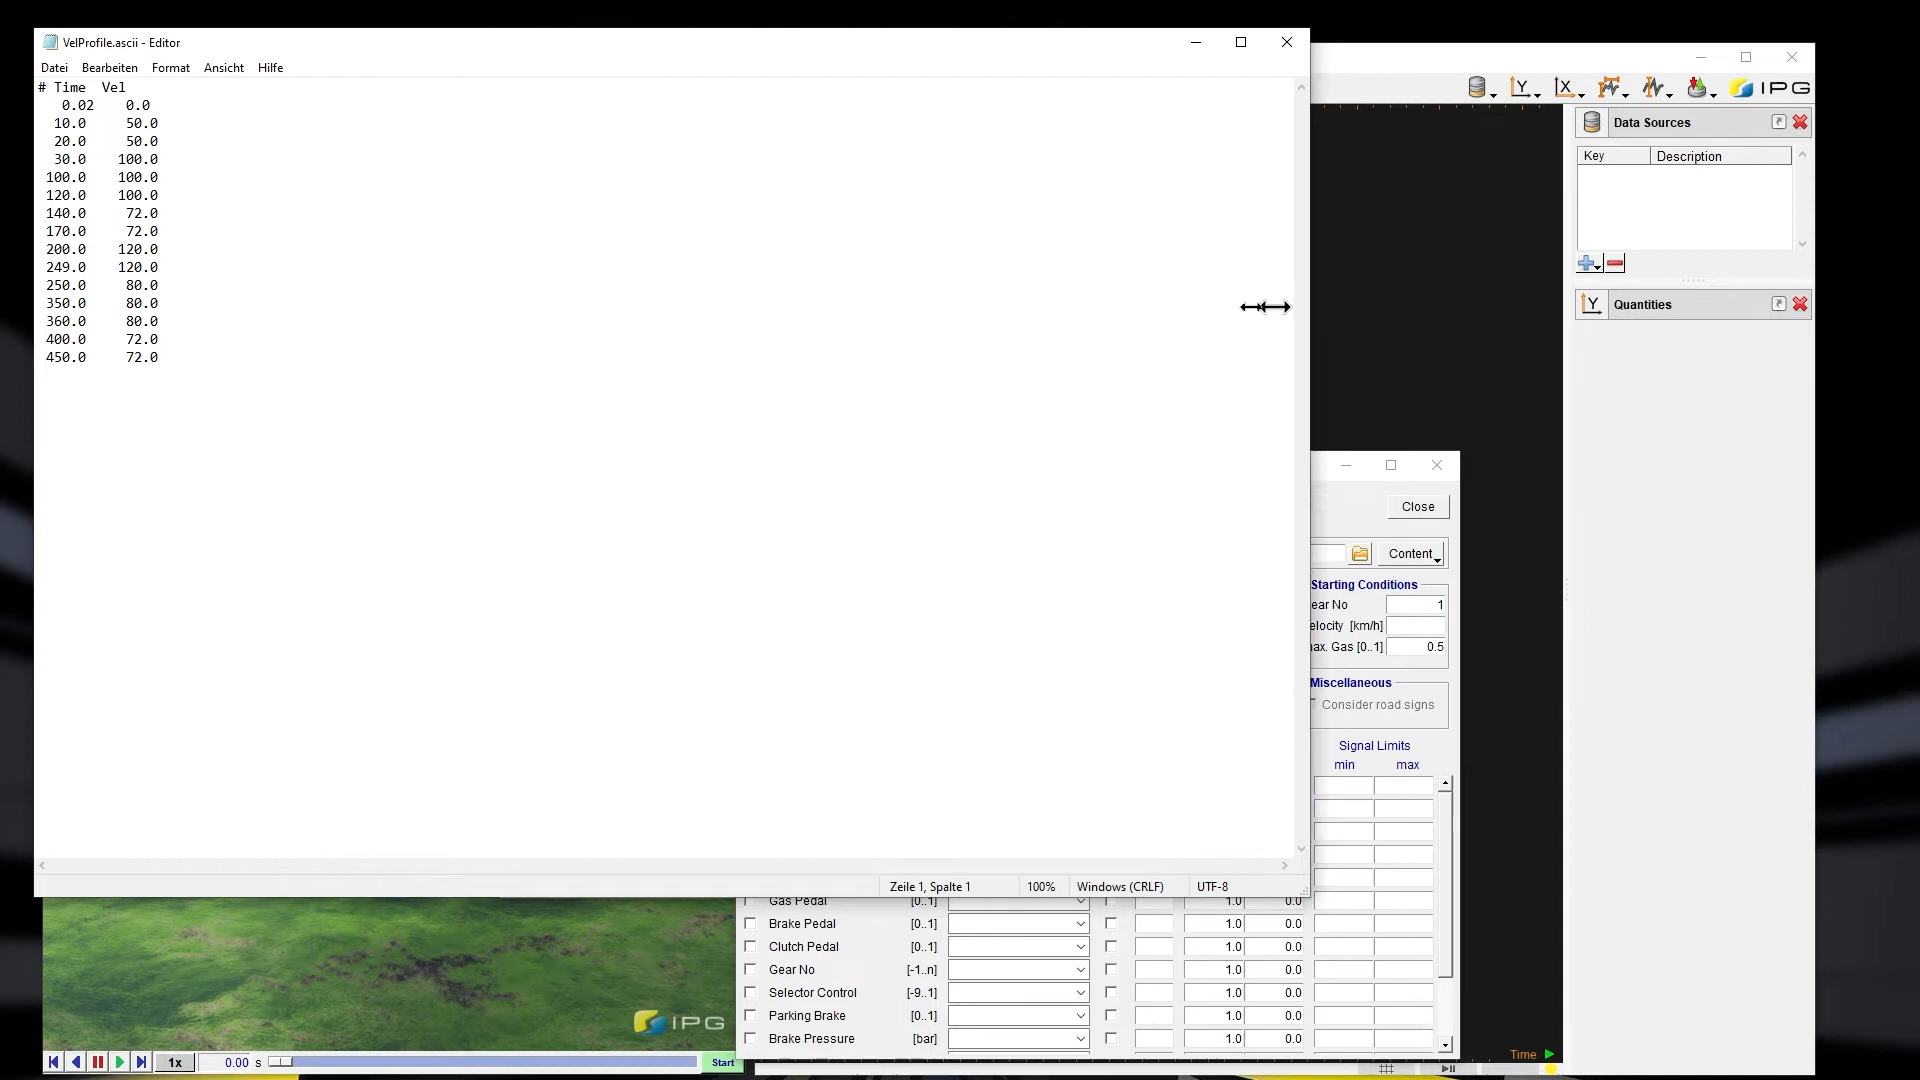 VelProfile.ascii - Editor
Datei Bearbeiten Format Ansicht Hilfe
# Time Vel
0.02 0.0
10.0 50.0
20.0 50.0
30.0 100.0
100.0 100.0
120.0 100.0
140.0 72.0
170.0 72.0
200.0 120.0
249.0 120.0
250.0 80.0
350.0 80.0
360.0 80.0
400.0 72.0
450.0 72.0
Zeile 1, Spalte 1 100% Windows (CRLF) UTF-8
Y X IPG
Data Sources
Key Description
Y Quantities
Close
Content
Starting Conditions
ear No 1
elocity [km/h]
ax. Gas [0..1] 0.5
Miscellaneous
Consider road signs
Signal Limits
min max
Gas Pedal [0..1] 1.0 0.0
Brake Pedal [0..1] 1.0 0.0
Clutch Pedal [0..1] 1.0 0.0
Gear No [-1..n] 1.0 0.0
Selector Control [-9..1] 1.0 0.0
Parking Brake [0..1] 1.0 0.0
Brake Pressure [bar] 1.0 0.0
IPG
1x 0.00 s Start
Time